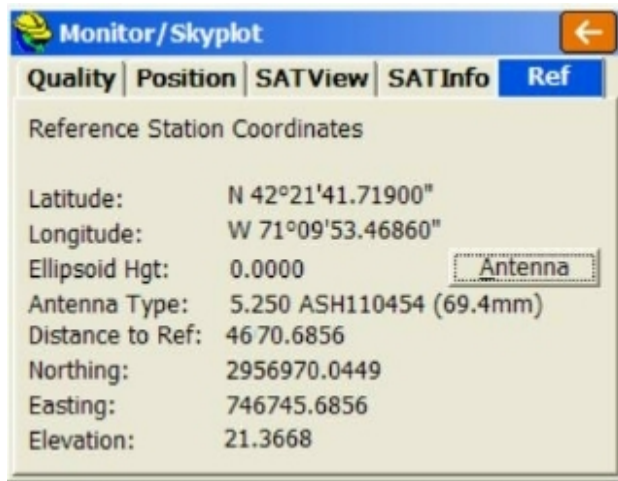 Monitor/Skyplot
Quality Position SATView SATInfo Ref
Reference Station Coordinates
Latitude: N 42°21'41.71900"
Longitude: W 71°09'53.46860"
Ellipsoid Hgt: 0.0000 Antenna
Antenna Type: 5.250 ASH110454 (69.4mm)
Distance to Ref: 4670.6856
Northing: 2956970.0449
Easting: 746745.6856
Elevation: 21.3668